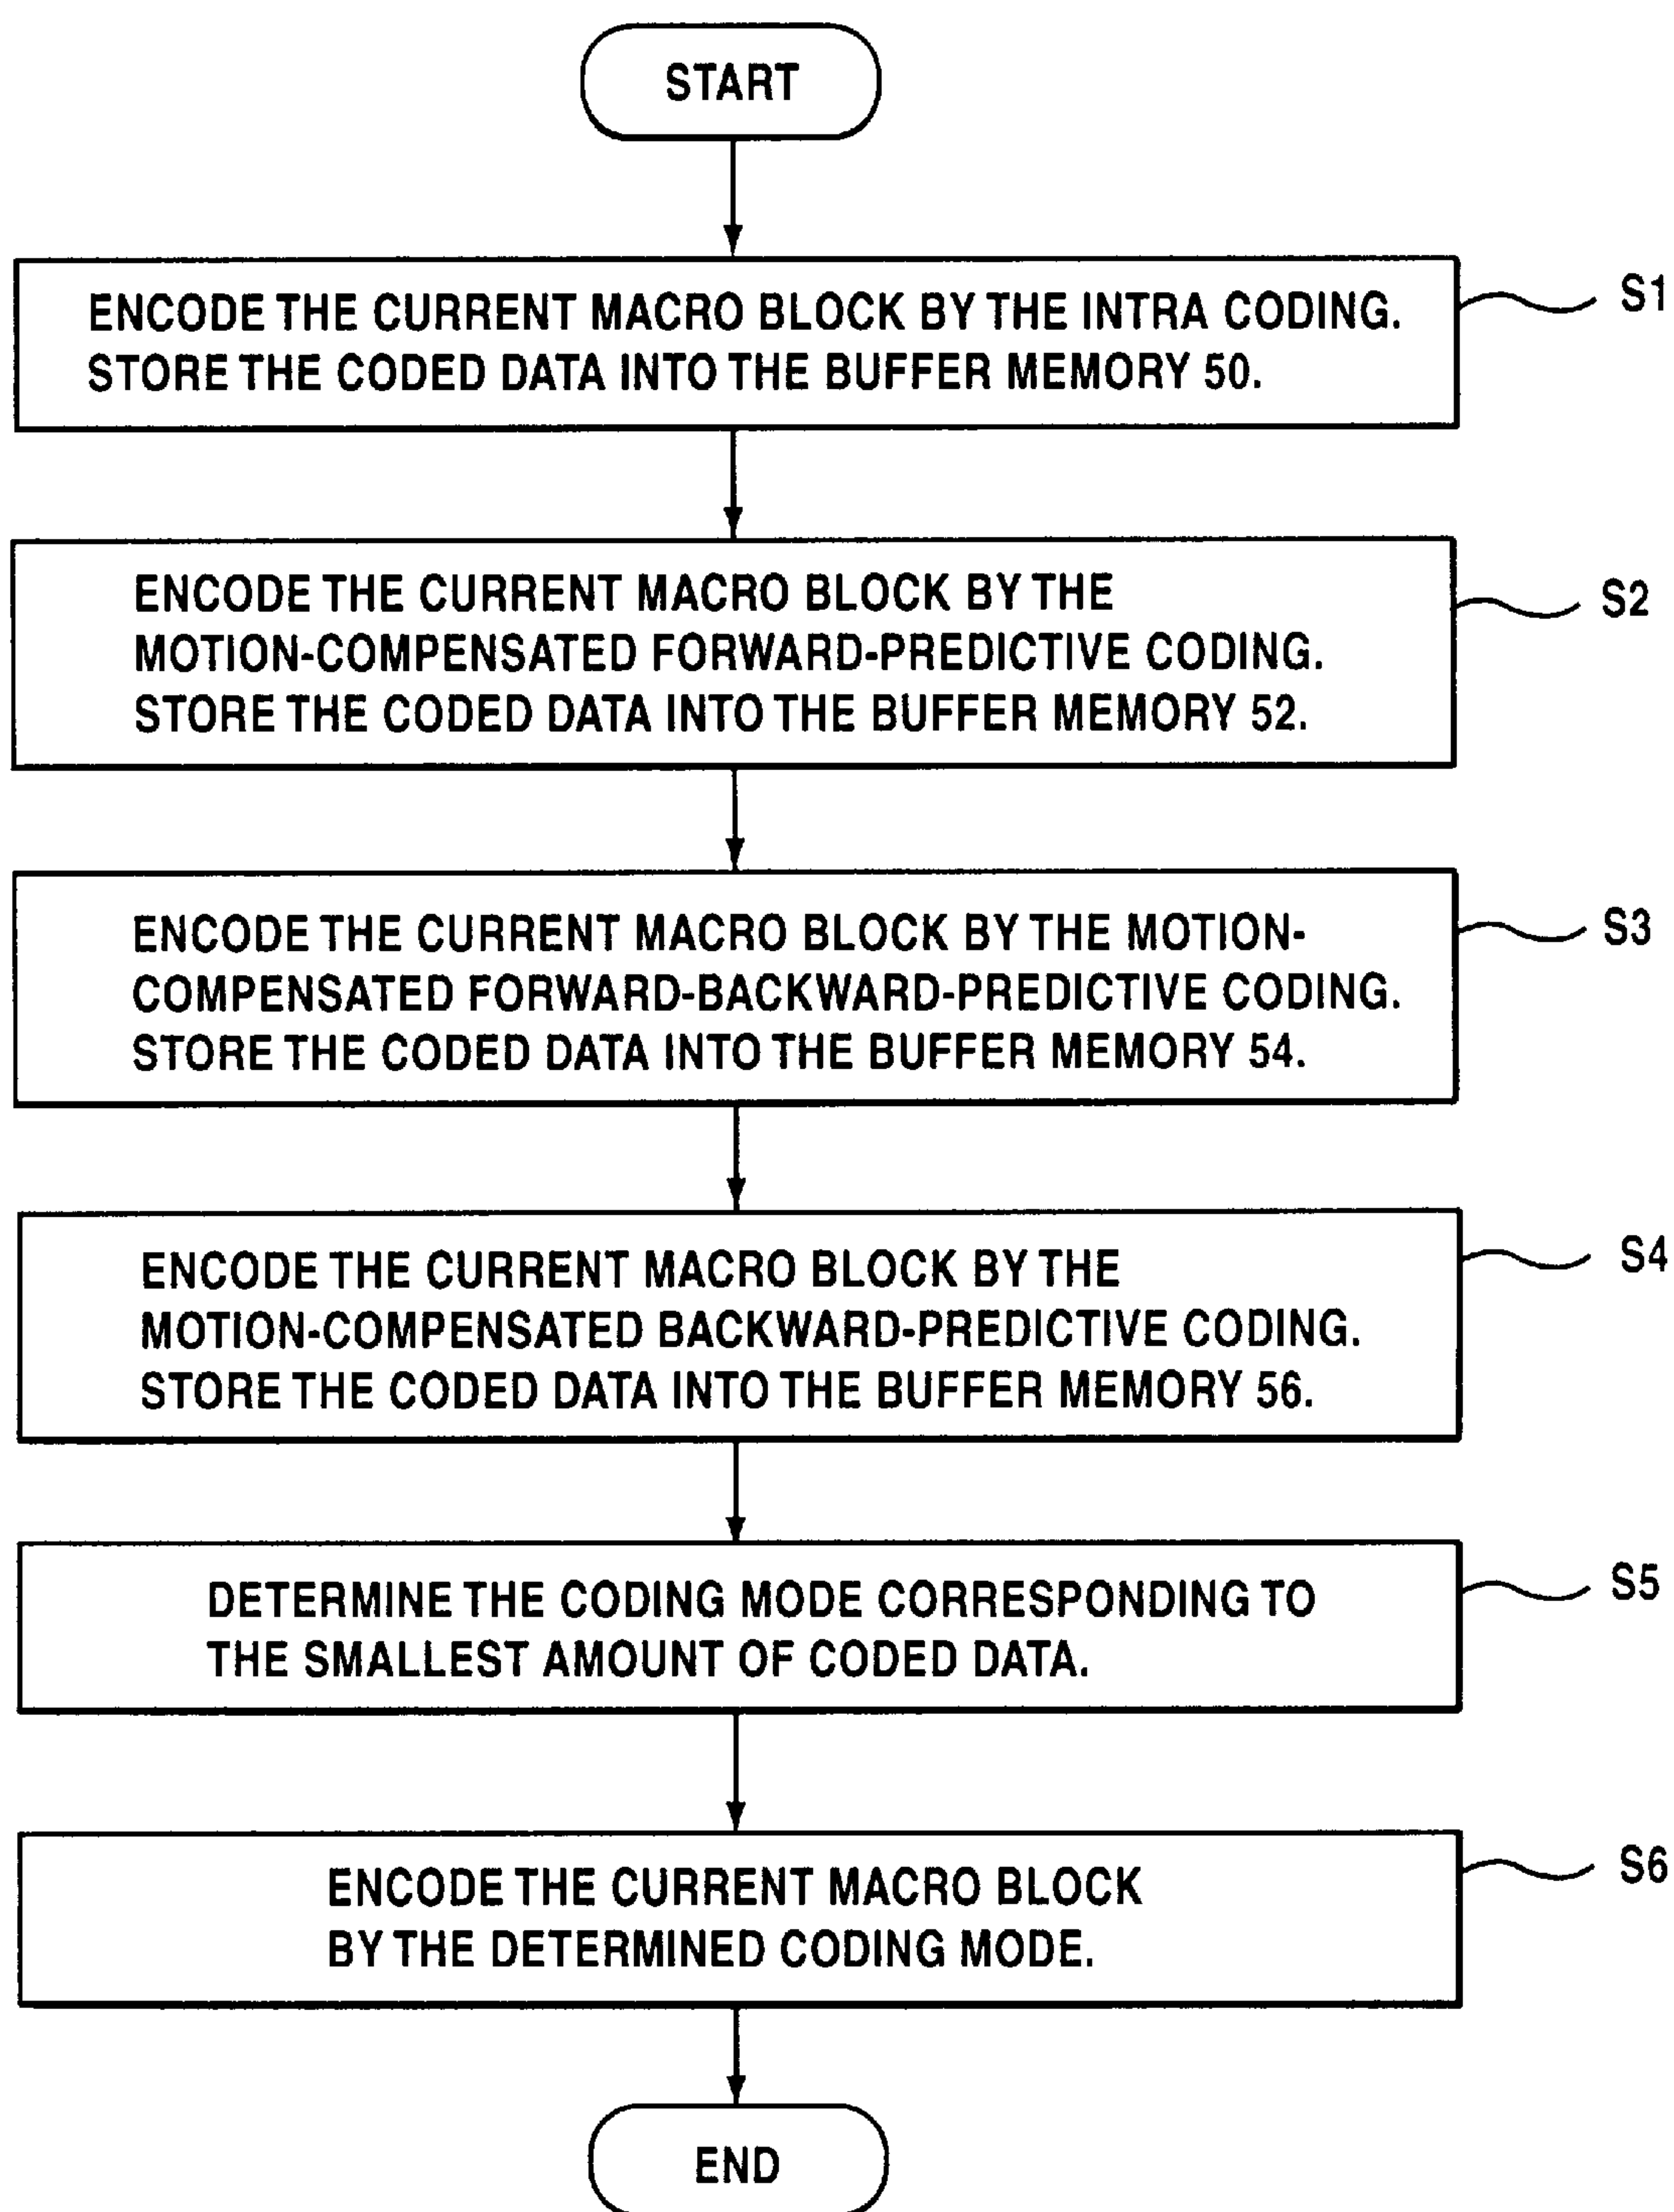 START
ENCODE THE CURRENT MACRO BLOCK BY THE INTRA CODING.
STORE THE CODED DATA INTO THE BUFFER MEMORY 50.
S1
ENCODE THE CURRENT MACRO BLOCK BY THE
MOTION-COMPENSATED FORWARD-PREDICTIVE CODING.
STORE THE CODED DATA INTO THE BUFFER MEMORY 52.
S2
ENCODE THE CURRENT MACRO BLOCK BY THE MOTION-
COMPENSATED FORWARD-BACKWARD-PREDICTIVE CODING.
STORE THE CODED DATA INTO THE BUFFER MEMORY 54.
S3
ENCODE THE CURRENT MACRO BLOCK BY THE
MOTION-COMPENSATED BACKWARD-PREDICTIVE CODING.
STORE THE CODED DATA INTO THE BUFFER MEMORY 56.
S4
DETERMINE THE CODING MODE CORRESPONDING TO
THE SMALLEST AMOUNT OF CODED DATA.
S5
ENCODE THE CURRENT MACRO BLOCK
BY THE DETERMINED CODING MODE.
S6
END